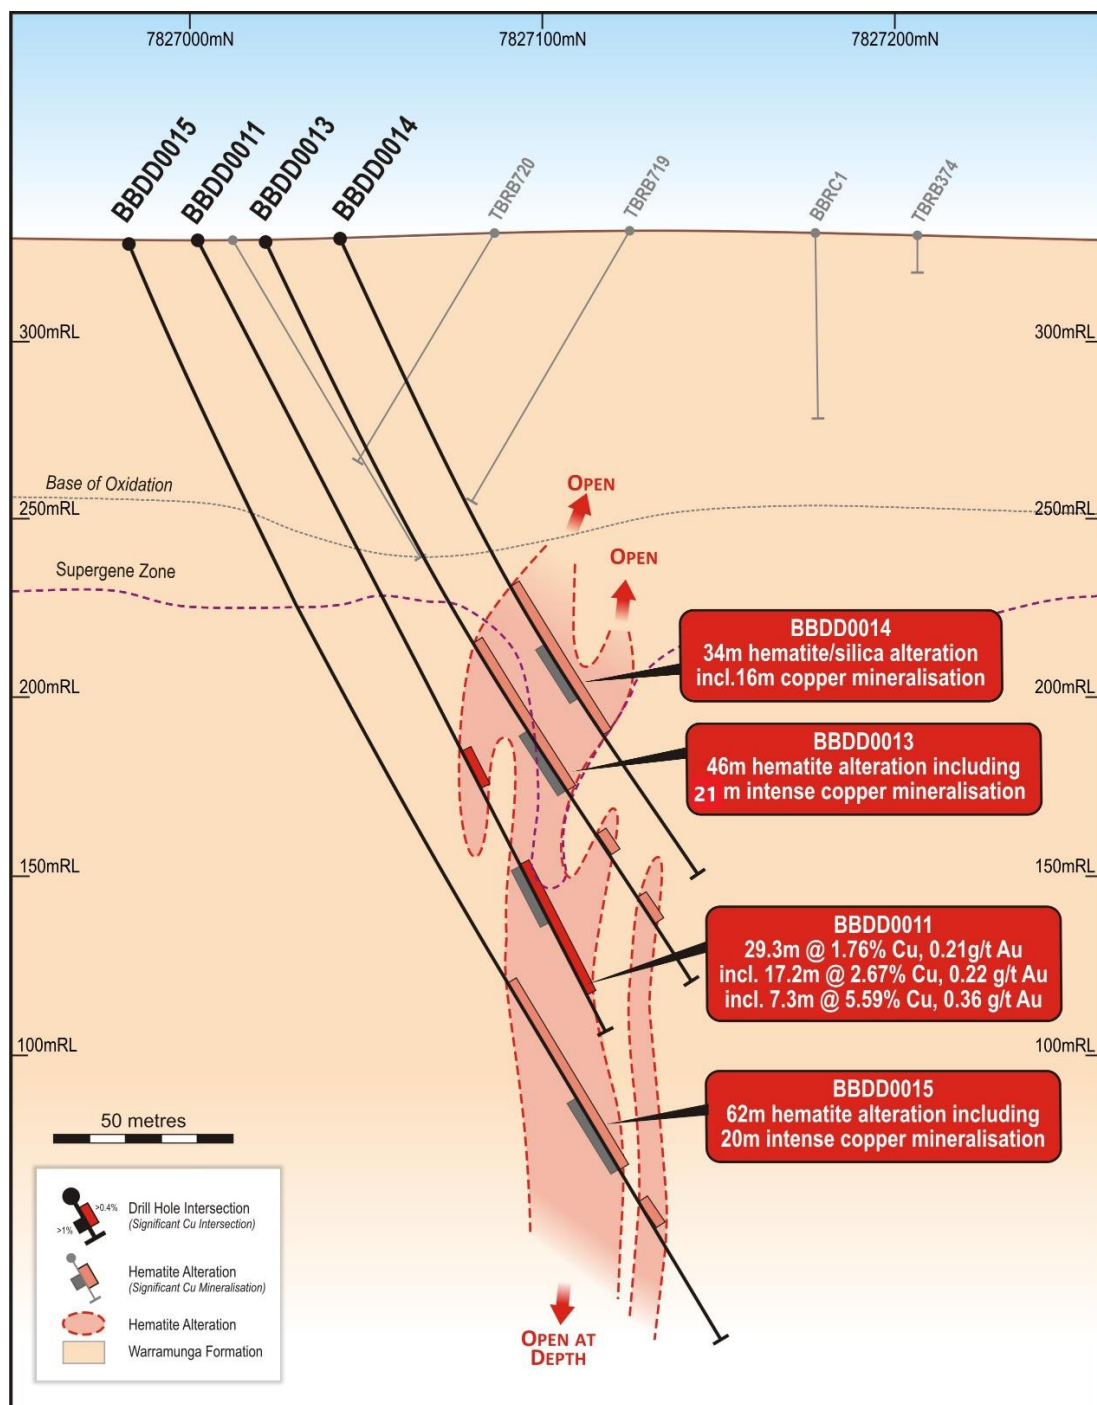 7827000mN
7827100mN
7827200mN
BBDD0015
BBDD0011
BBDD0013
BBDD0014
TBRB720
TBRB719
BBRC1
TBRB374
300mRL
300mRL
Base of Oxidation
250mRL
250mRL
OPEN
OPEN
Supergene Zone
BBDD0014
34m hematite/silica alteration
incl.16m copper mineralisation
200mRL
200mRL
BBDD0013
46m hematite alteration including
21 m intense copper mineralisation
150mRL
150mRL
BBDD0011
29.3m @ 1.76% Cu, 0.21g/t Au
incl. 17.2m @ 2.67% Cu, 0.22 g/t Au
incl. 7.3m @ 5.59% Cu, 0.36 g/t Au
100mRL
100mRL
BBDD0015
62m hematite alteration including
20m intense copper mineralisation
50 metres
>0.4%
>1%
Drill Hole Intersection
(Significant Cu Intersection)
Hematite Alteration
(Significant Cu Mineralisation)
Hematite Alteration
Warramunga Formation
OPEN AT
DEPTH